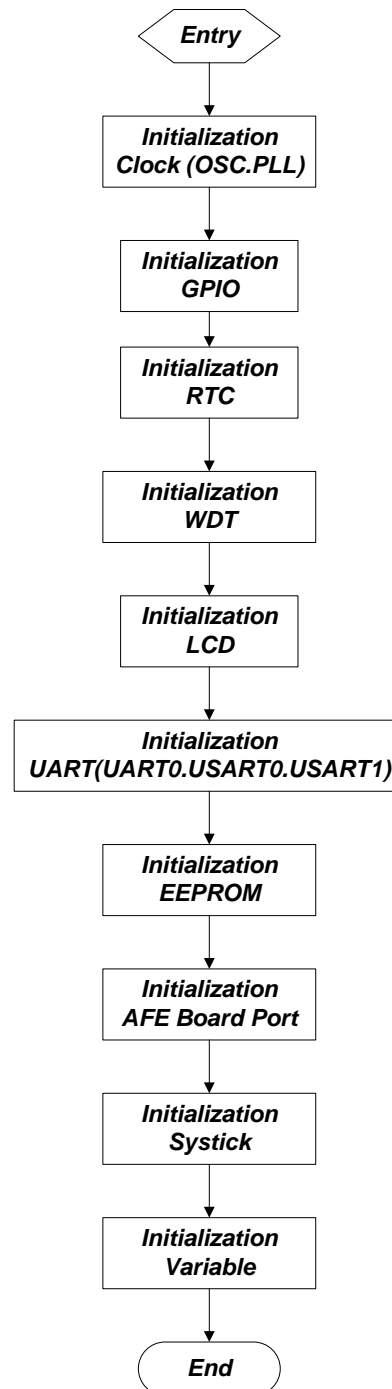 Entry
Initialization
Clock (OSC.PLL)
Initialization
GPIO
Initialization
RTC
Initialization
WDT
Initialization
LCD
Initialization
UART(UART0.USART0.USART1)
Initialization
EEPROM
Initialization
AFE Board Port
Initialization
Systick
Initialization
Variable
End